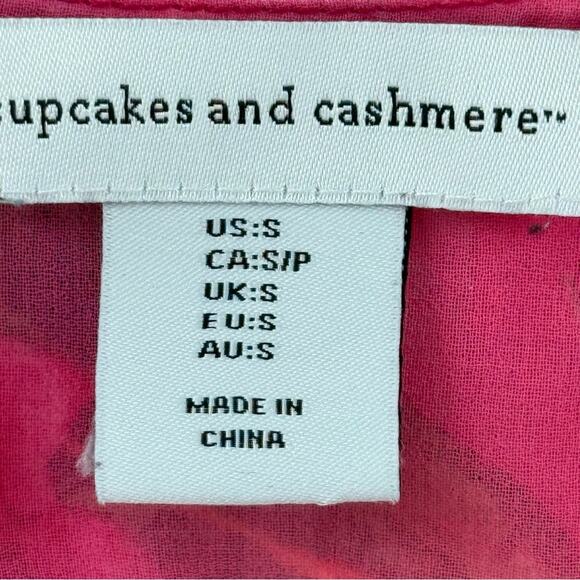 cupcakes and cashmere™
US:S
CA:S/P
UK:S
EU:S
AU:S
MADE IN
CHINA